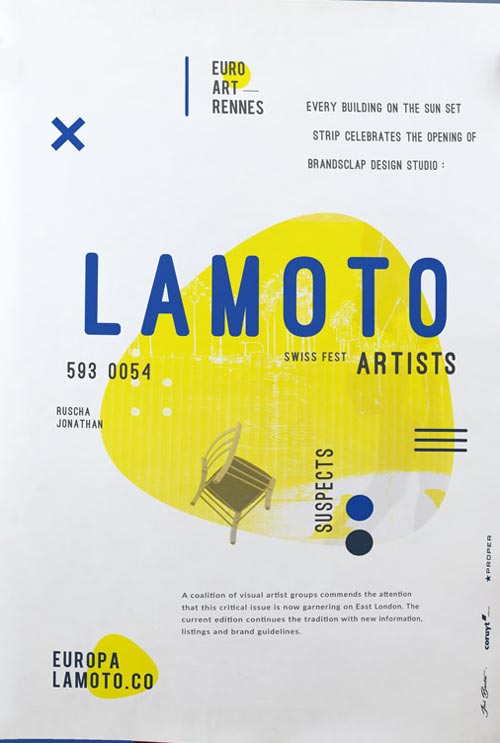 EURO
ART
RENNES
EVERY BUILDING ON THE SUN SET
STRIP CELEBRATES THE OPENING OF
BRANDSCLAP DESIGN STUDIO :
LAMOTO
SWISS FEST
ARTISTS
593 0054
RUSCHA
JONATHAN
SUSPECTS
A coalition of visual artist groups commends the attention
that this critical issue is now garnering on East London. The
current edition continues the tradition with new information,
listings and brand guidelines.
EUROPA
LAMOTO.CO
PROPER
coruyt